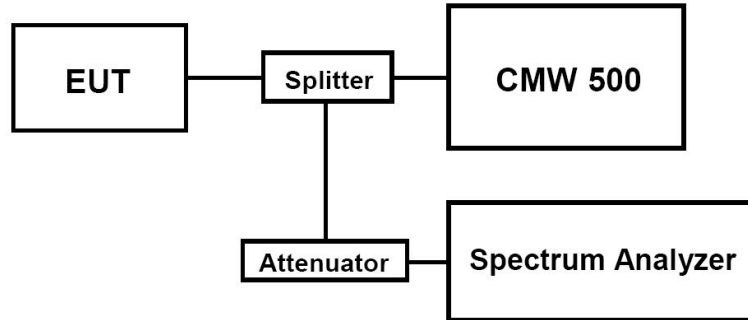 EUT
Splitter
CMW 500
Attenuator
Spectrum Analyzer